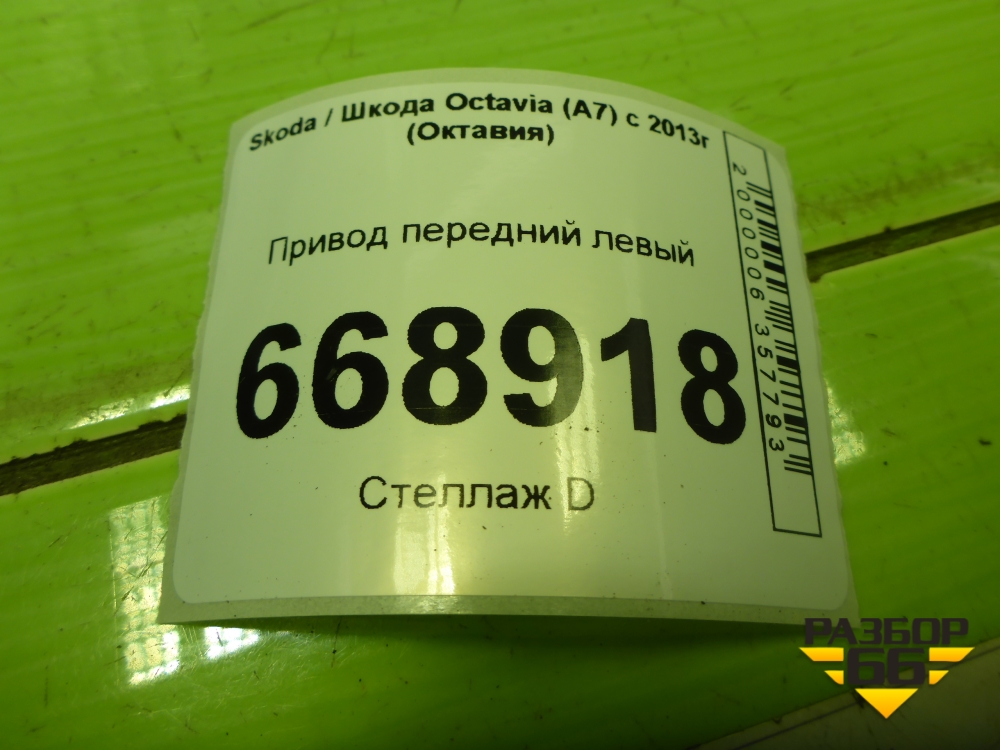 Skoda / Шкода Octavia (A7) с 2013г
(Октавия)
Привод передний левый
668918
Стеллаж D
2000006357793
РАЗБОР
66